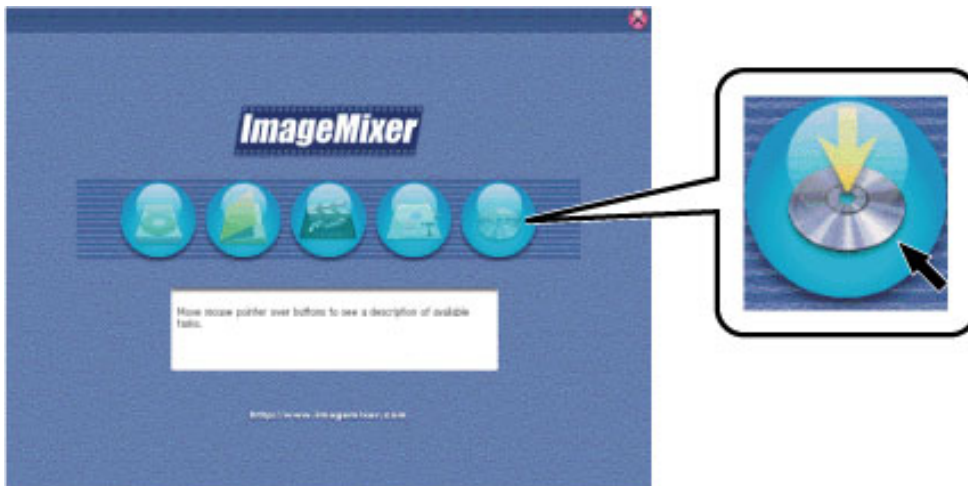 ImageMixer
Move mouse pointer over buttons to see a description of available
tasks.
http://www.imagemixer.com